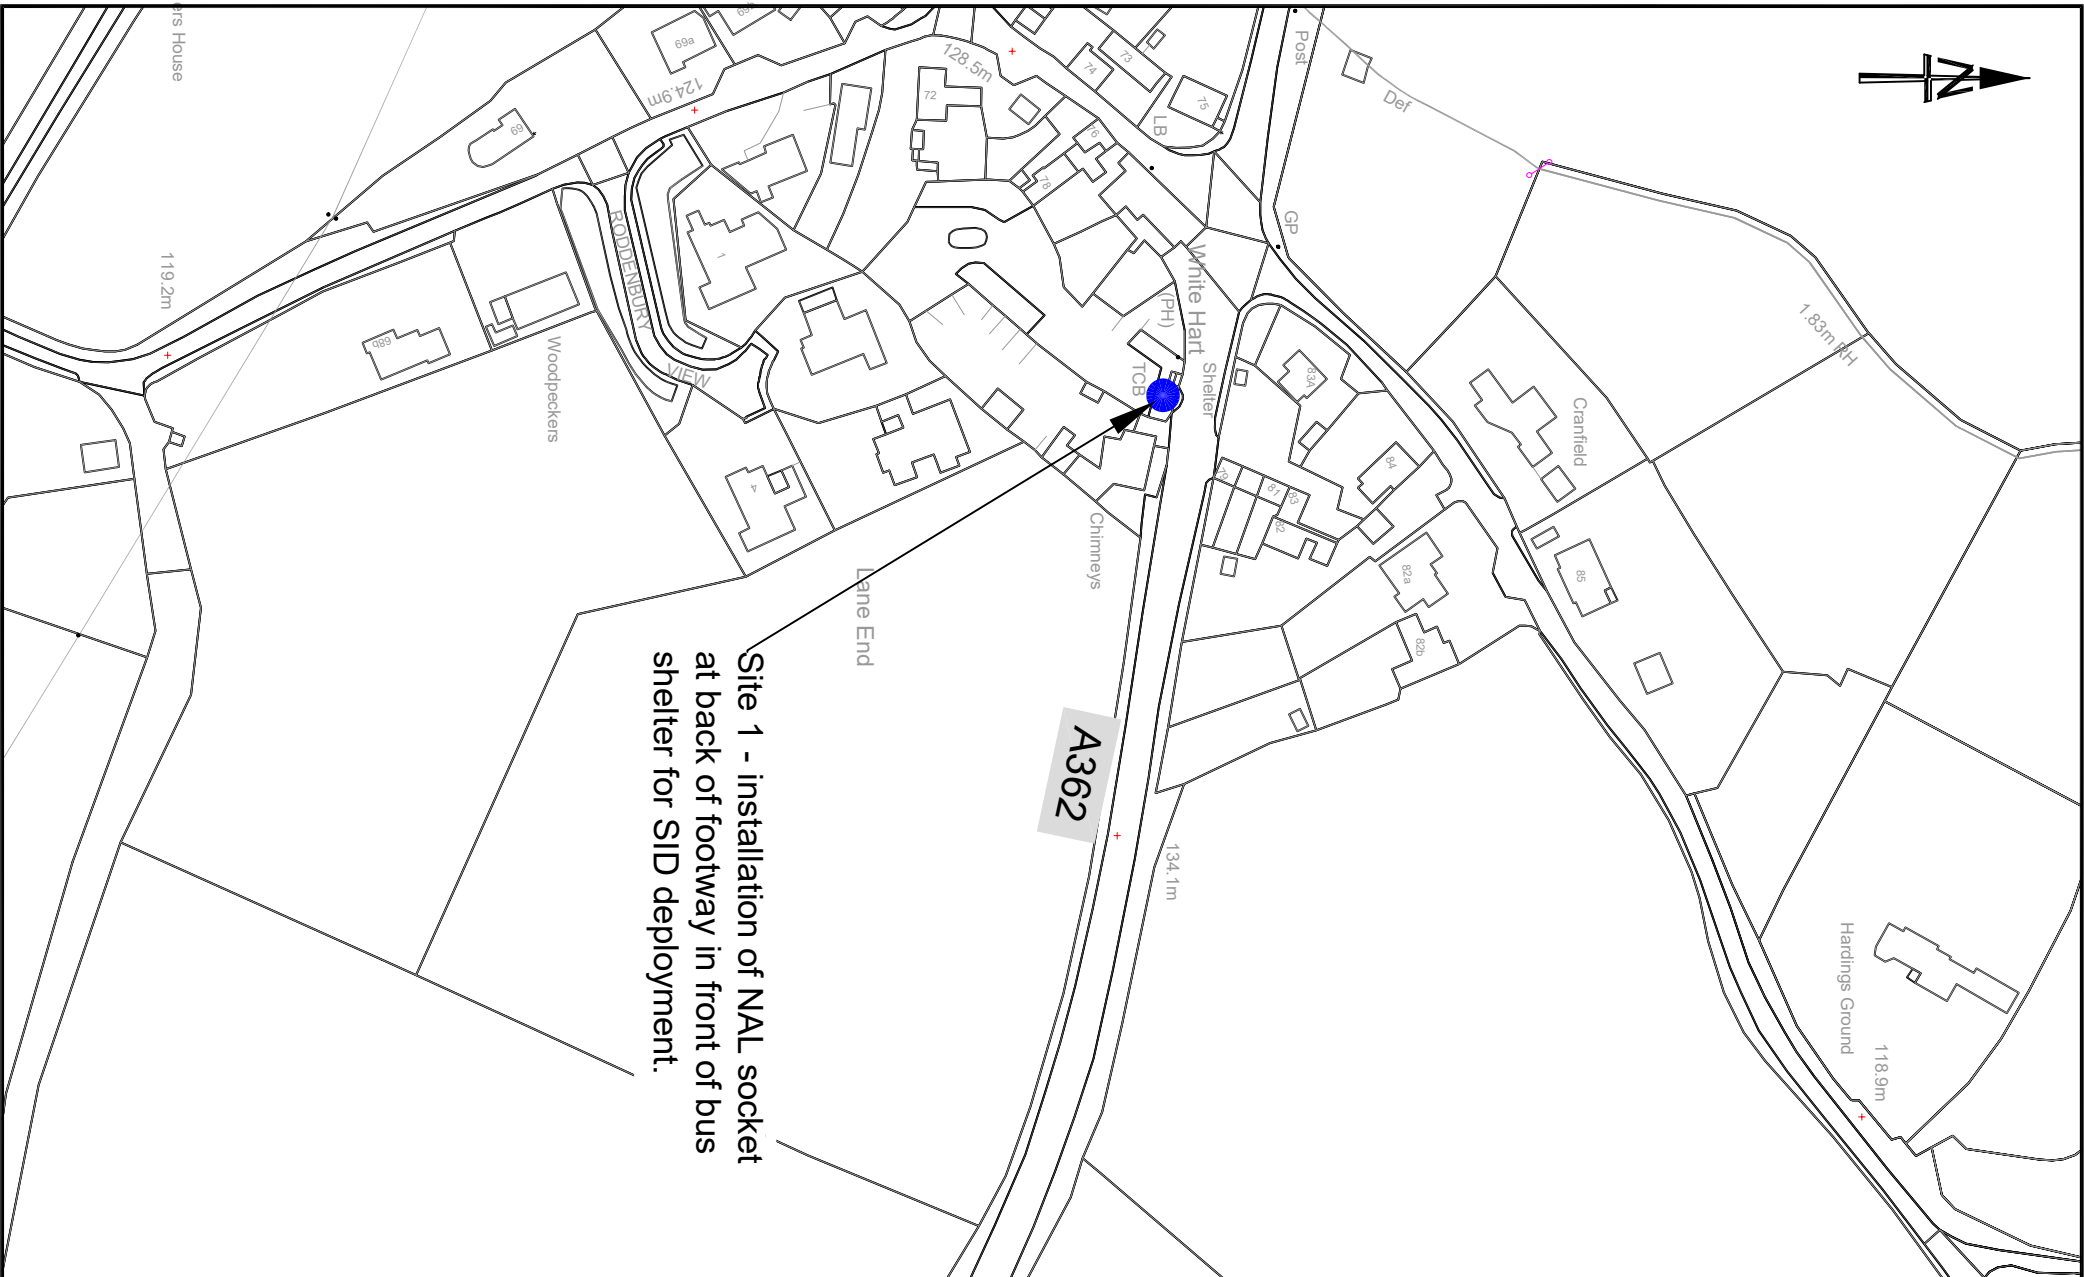 ers House
69a
128.5m
124.9m
69
72
73
74
75
LB
Post
Def
N
76
78
GP
White Hart
(PH)
TCB
Shelter
RODDENBURY
VIEW
1
119.2m
68b
Woodpeckers
4
83A
84
79
81
83
82
82a
82b
Cranfield
85
1.83m RH
Chimneys
Lane End
A362
134.1m
Hardings Ground
118.9m
Site 1 - installation of NAL socket
at back of footway in front of bus
shelter for SID deployment.